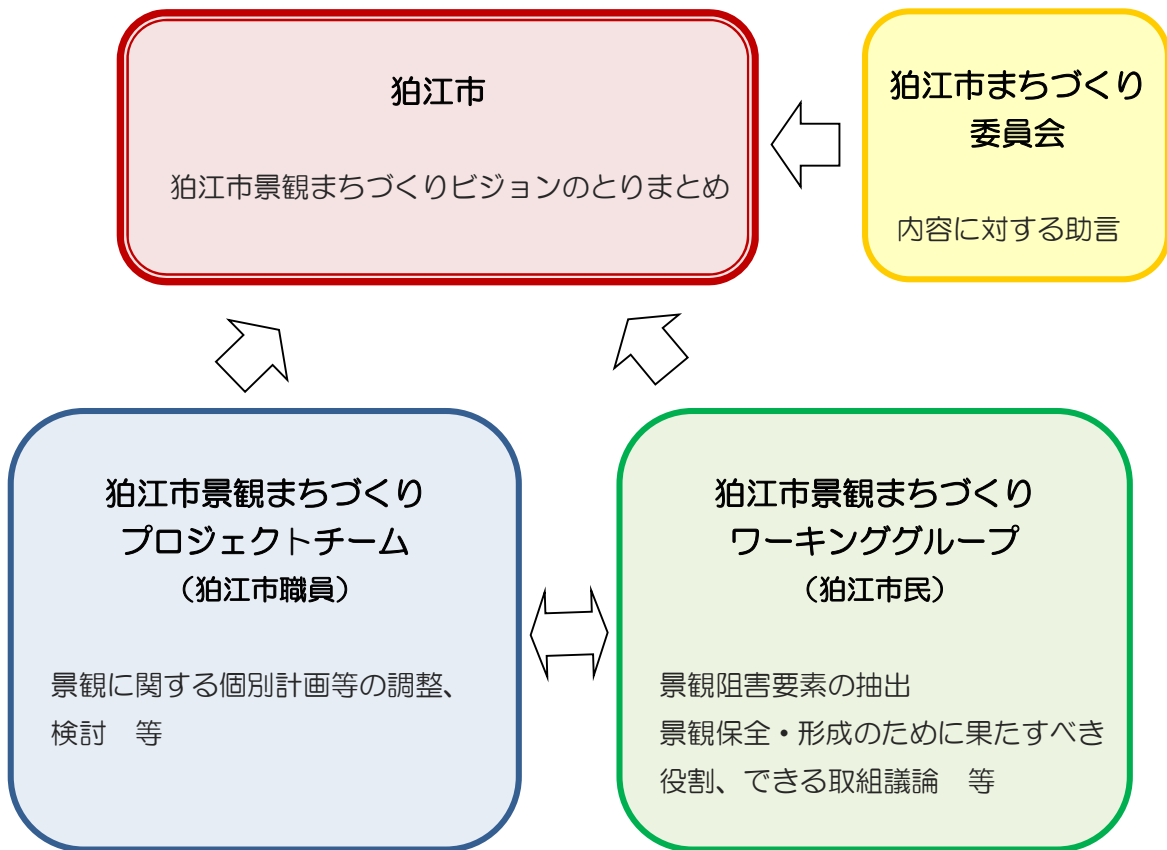 狛江市
狛江市景観まちづくりビジョンのとりまとめ
狛江市まちづくり
委員会
内容に対する助言
狛江市景観まちづくり
プロジェクトチーム
（狛江市職員）
景観に関する個別計画等の調整、
検討　等
狛江市景観まちづくり
ワーキンググループ
（狛江市民）
景観阻害要素の抽出
景観保全・形成のために果たすべき
役割、できる取組議論　等